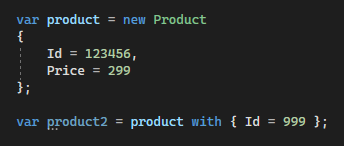 var product = new Product
{
    Id = 123456,
    Price = 299
};
var product2 = product with { Id = 999 };